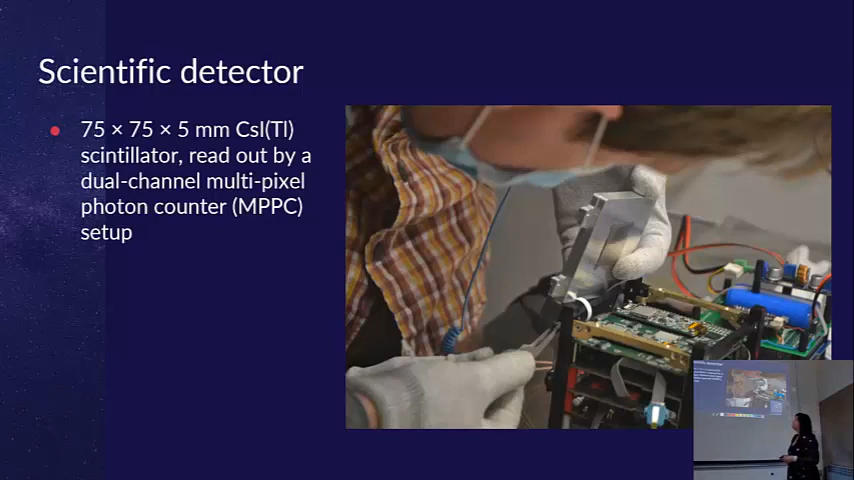 Scientific detector
75 × 75 × 5 mm CsI(Tl)
scintillator, read out by a
dual-channel multi-pixel
photon counter (MPPC)
setup